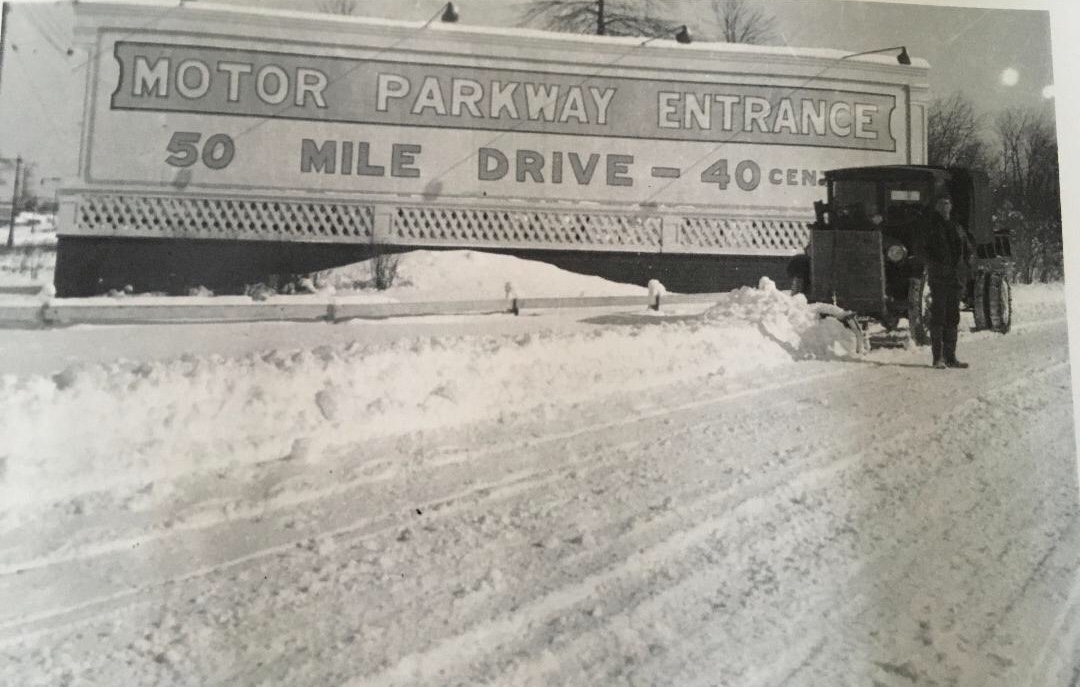 MOTOR PARKWAY ENTRANCE
50 MILE DRIVE – 40 CEN